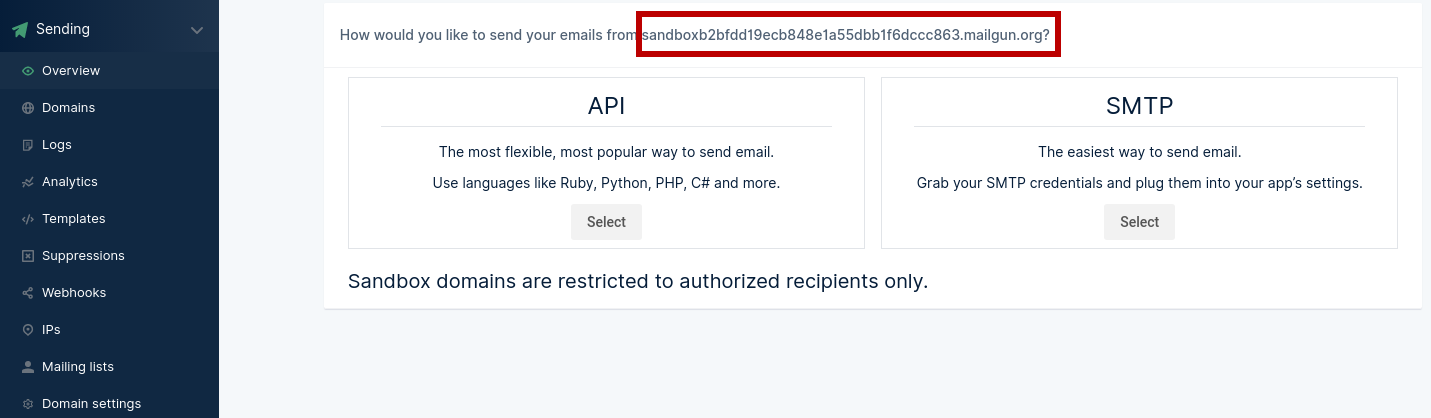 Sending
Overview
Domains
Logs
Analytics
Templates
Suppressions
Webhooks
IPs
Mailing lists
Domain settings
How would you like to send your emails from sandboxb2bfdd19ecb848e1a55dbb1f6dccc863.mailgun.org?
API
The most flexible, most popular way to send email.
Use languages like Ruby, Python, PHP, C# and more.
Select
SMTP
The easiest way to send email.
Grab your SMTP credentials and plug them into your app’s settings.
Select
Sandbox domains are restricted to authorized recipients only.